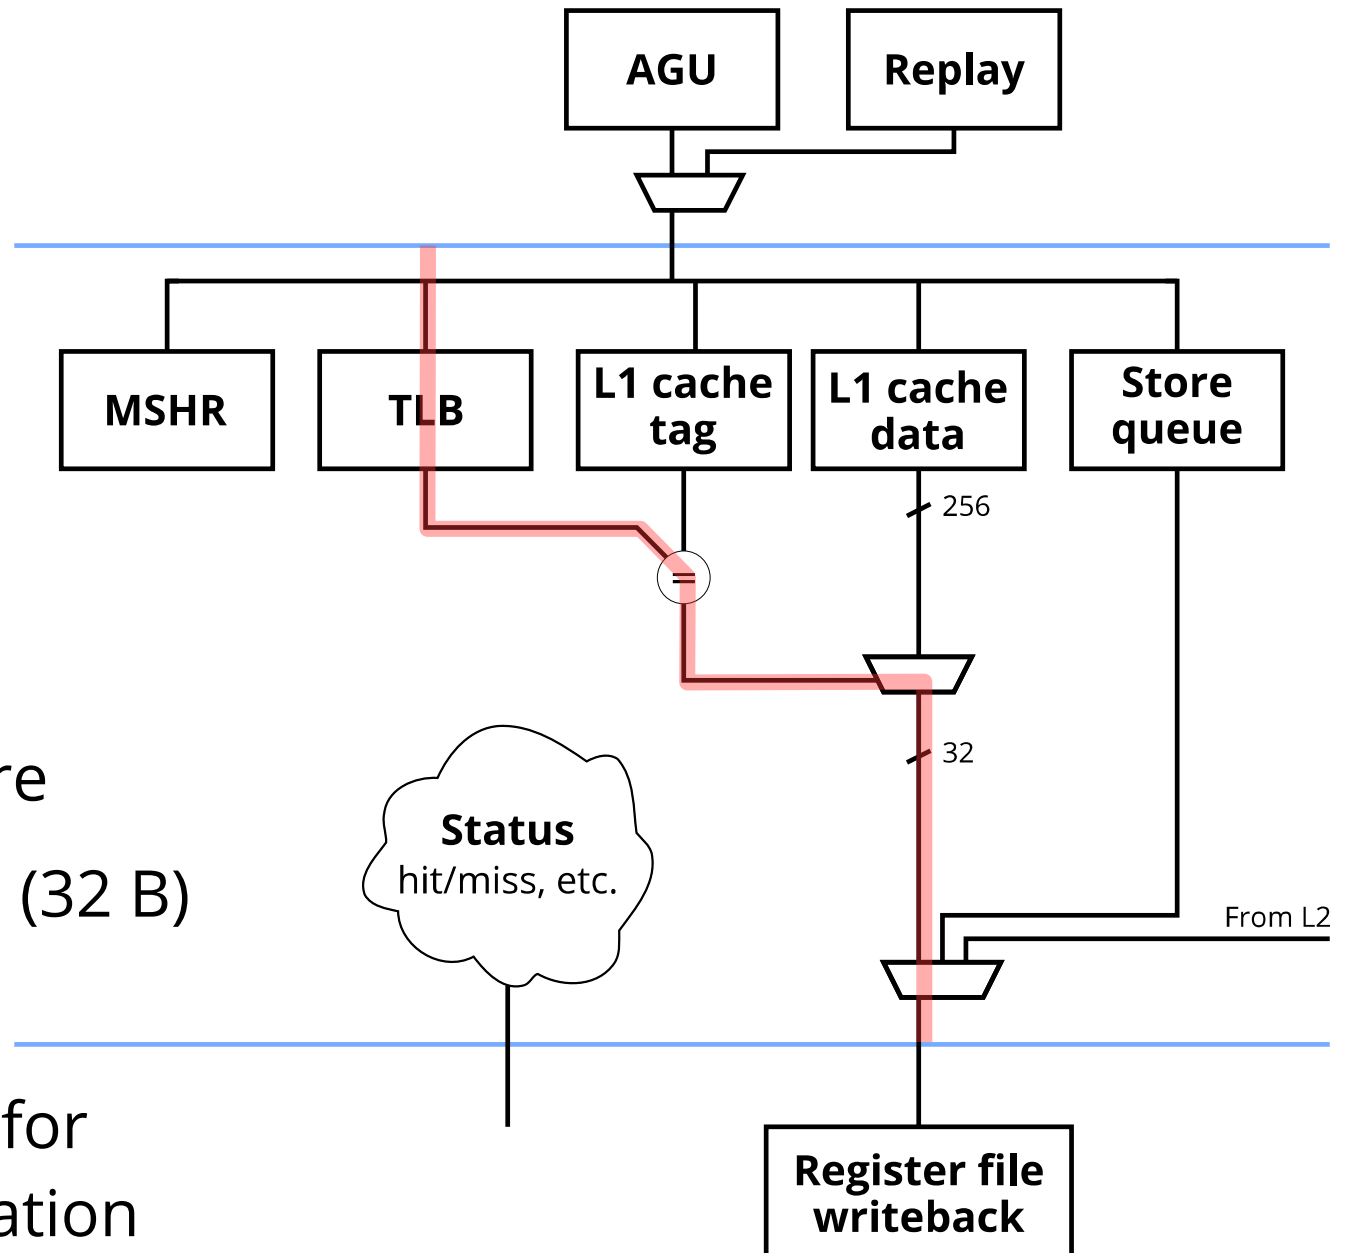 AGU
Replay
MSHR
TLB
L1 cache
tag
L1 cache
data
Store
queue
256
=
32
re
(32 B)
Status
hit/miss, etc.
From L2
for
ation
Register file
writeback